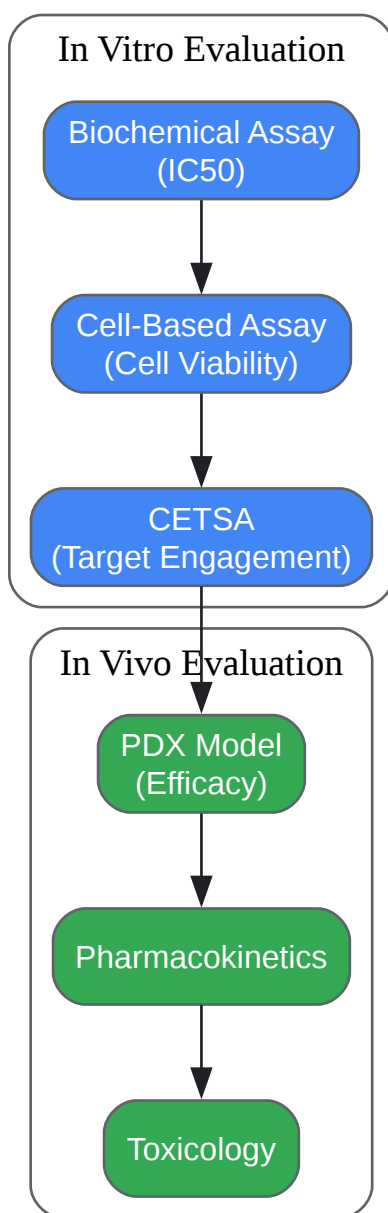 In Vitro Evaluation
Biochemical Assay
(IC50)
Cell-Based Assay
(Cell Viability)
CETSA
(Target Engagement)
In Vivo Evaluation
PDX Model
(Efficacy)
Pharmacokinetics
Toxicology